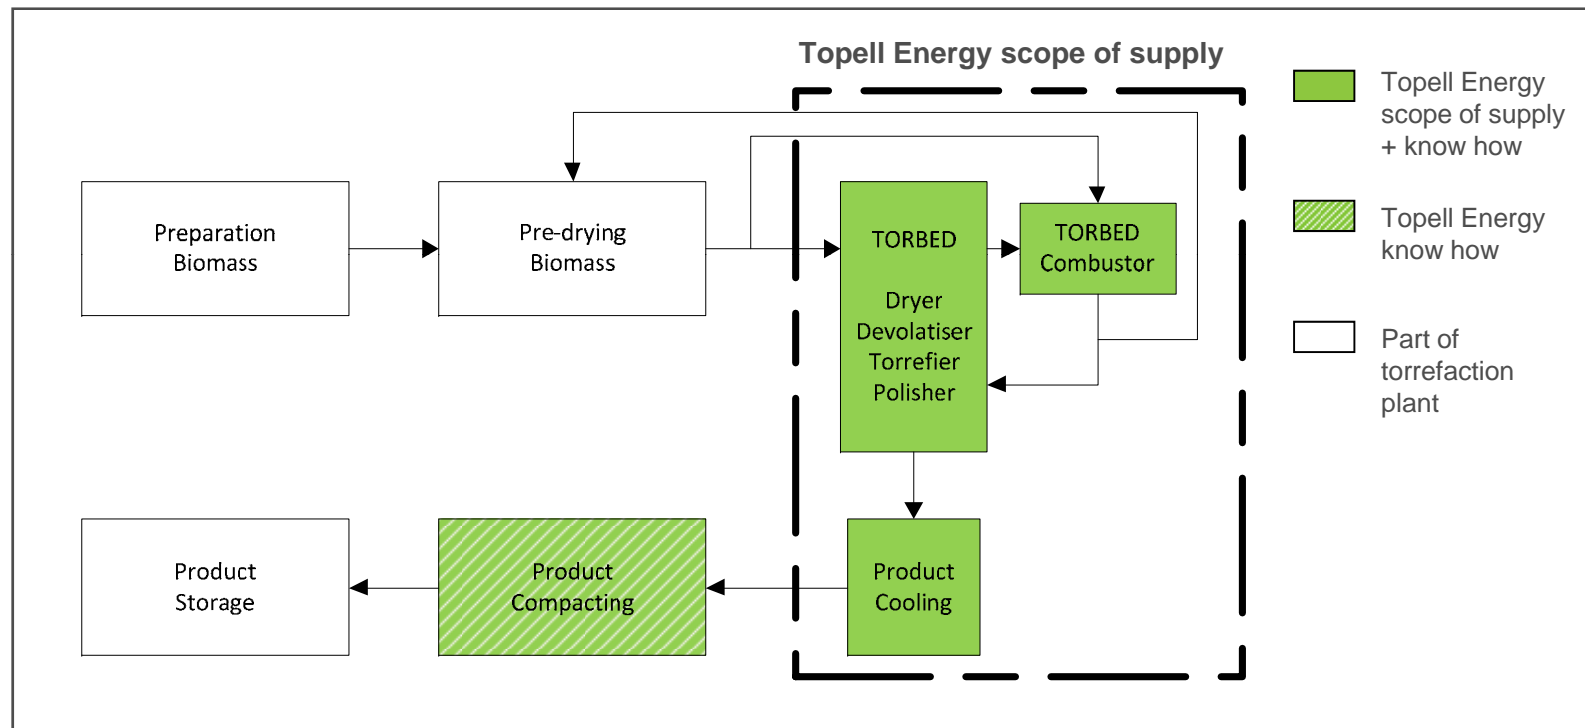 Topell Energy scope of supply
Preparation
Biomass
Pre-drying
Biomass
TORBED
Dryer
Devolatiser
Torrefier
Polisher
TORBED
Combustor
Product
Storage
Product
Compacting
Product
Cooling
Topell Energy
scope of supply
+ know how
Topell Energy
know how
Part of
torrefaction
plant